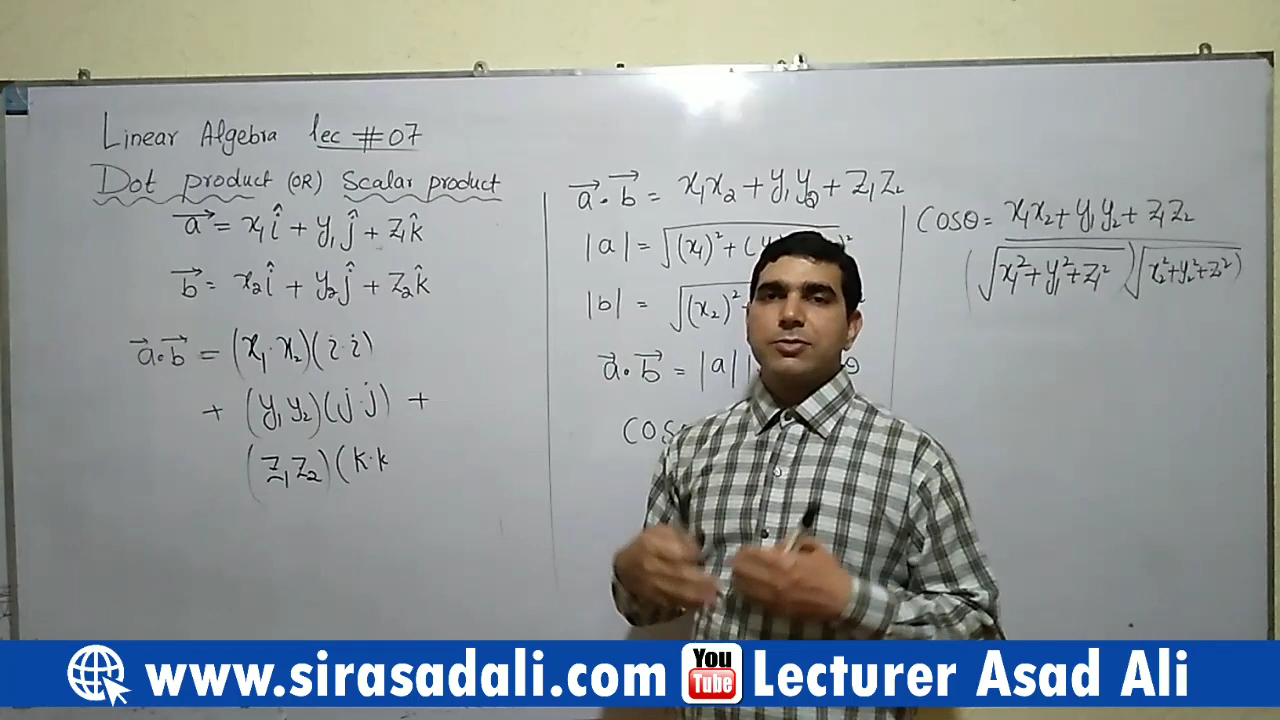 Linear Algebra lec # 07
Dot product (OR) Scalar product
a⃗ = x₁î + y₁ĵ + z₁k̂
b⃗ = x₂î + y₂ĵ + z₂k̂
a⃗·b⃗ = (x₁·x₂)(i·i)
+ (y₁y₂)(j·j) +
(z₁z₂)(k·k
a⃗·b⃗ = x₁x₂ + y₁y₂ + z₁z₂
|a| = √(x₁)² + (y )²
|b| = √(x₂)²
a⃗·b⃗ = |a| | θ
COS
COSθ = x₁x₂ + y₁y₂ + z₁z₂
(√x₁²+y₁²+z₁²)(√x₂²+y₂²+z₂²)
www.sirasadali.com You Tube Lecturer Asad Ali